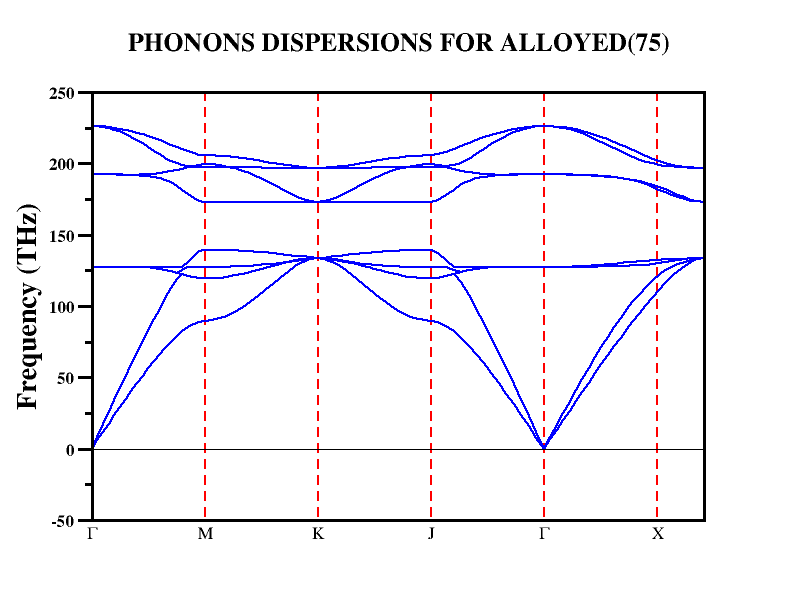 PHONONS DISPERSIONS FOR ALLOYED(75)
Frequency (THz)
250
200
150
100
50
0
-50
Γ M K J Γ X